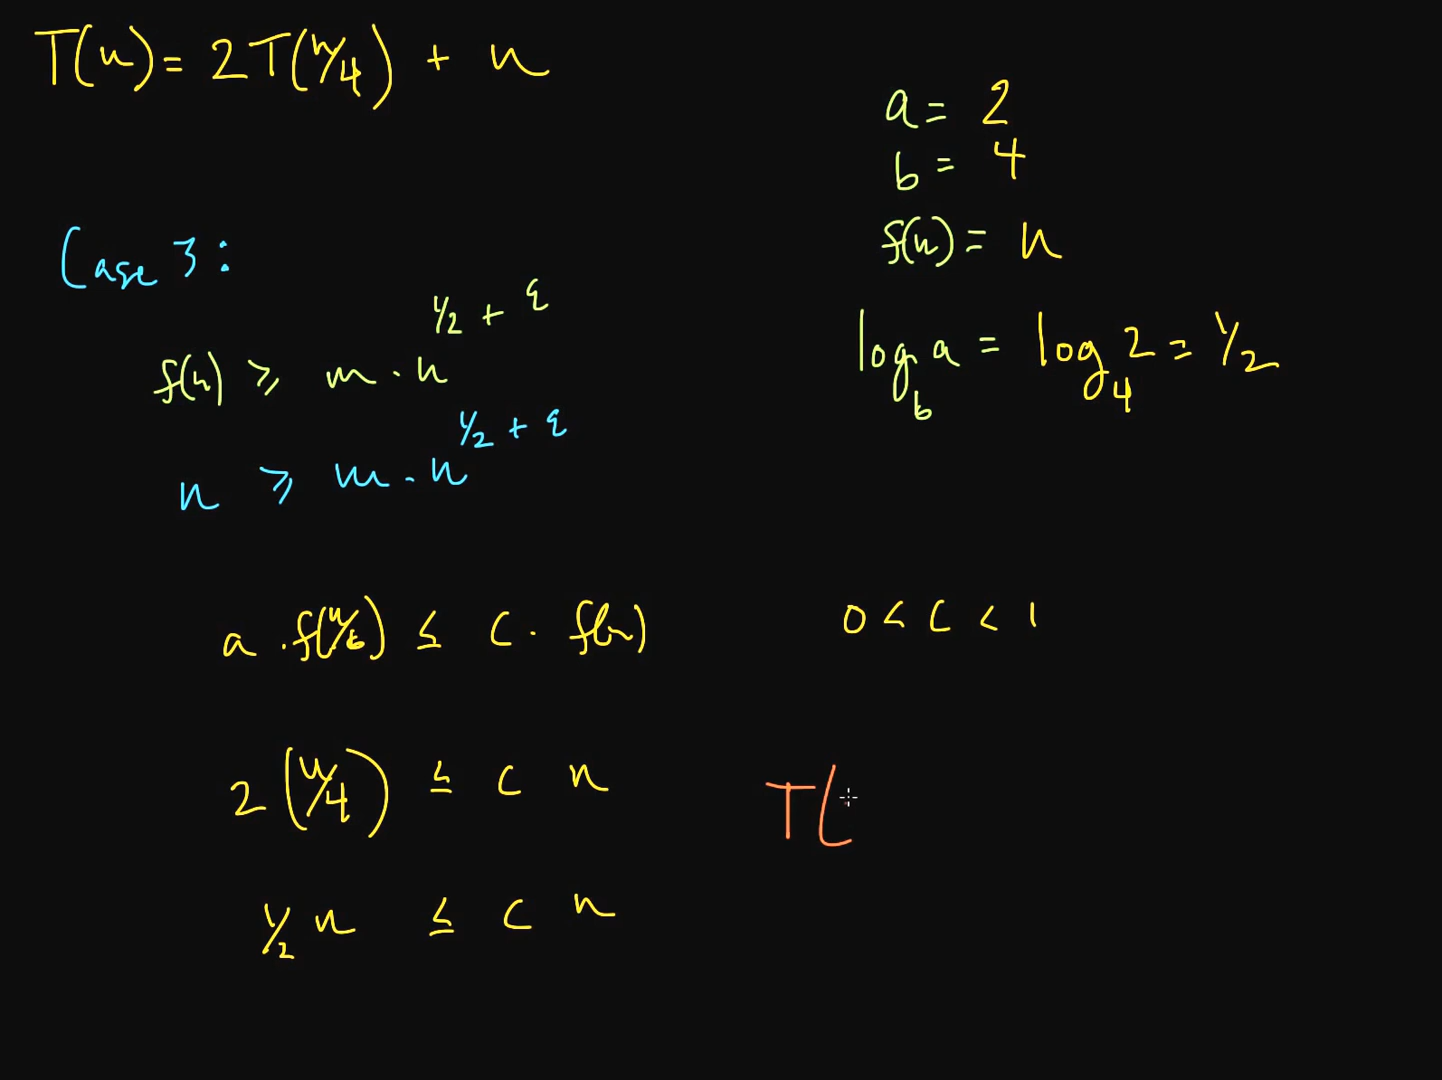 T(n) = 2T(n/4) + n
a = 2
b = 4
f(n) = n
log_b a = log_4 2 = 1/2
Case 3:
f(n) ≥ m · n^(1/2 + ε)
n ≥ m · n^(1/2 + ε)
a · f(n/b) ≤ c · f(n)
0 < c < 1
2 (n/4) ≤ c n
T(
1/2 n ≤ c n